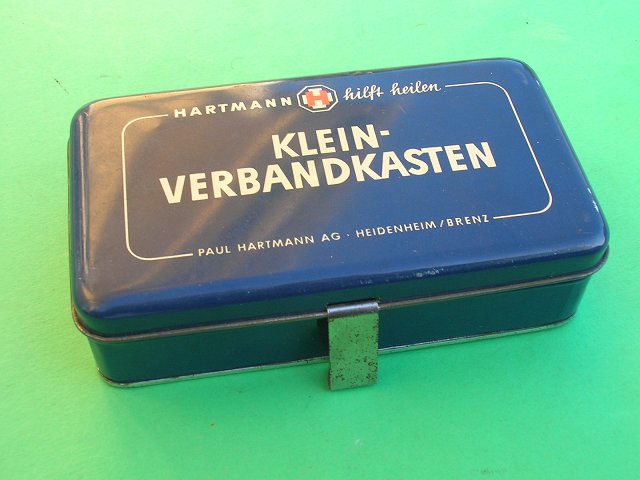 HARTMANN H hilft heilen
KLEIN-
VERBANDKASTEN
PAUL HARTMANN AG · HEIDENHEIM/BRENZ